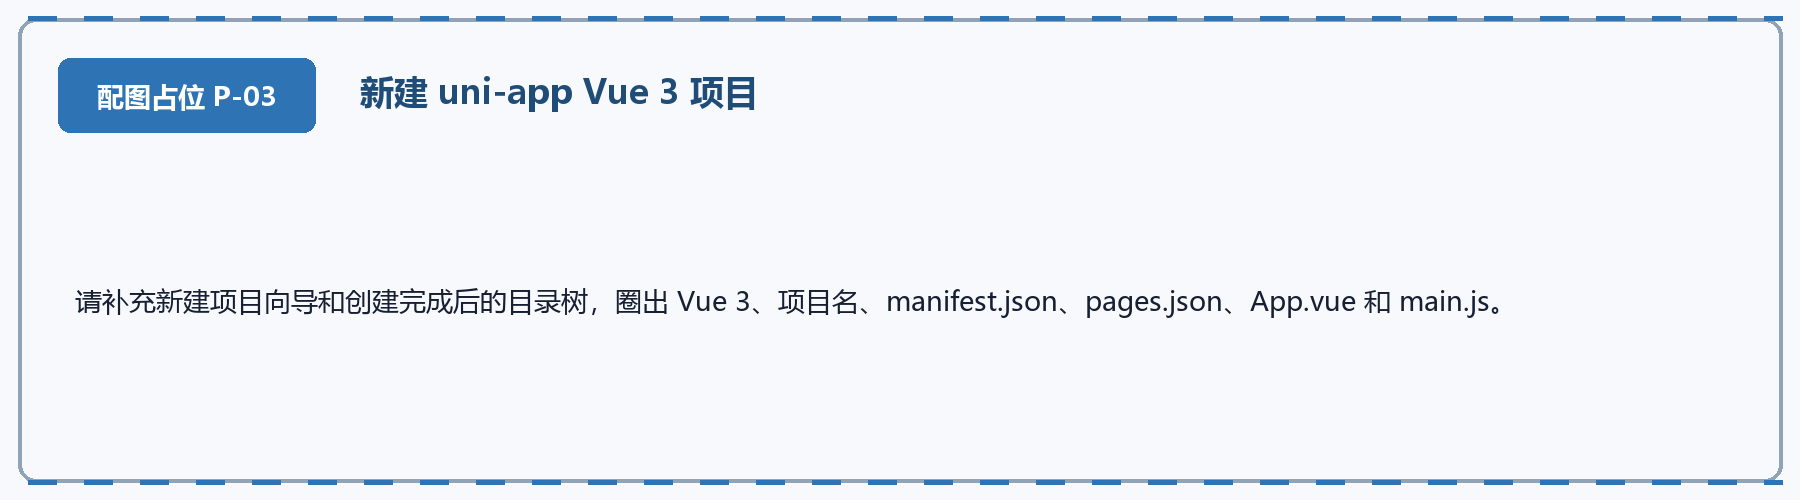 配图占位 P-03
新建 uni-app Vue 3 项目
请补充新建项目向导和创建完成后的目录树，圈出 Vue 3、项目名、manifest.json、pages.json、App.vue 和 main.js。